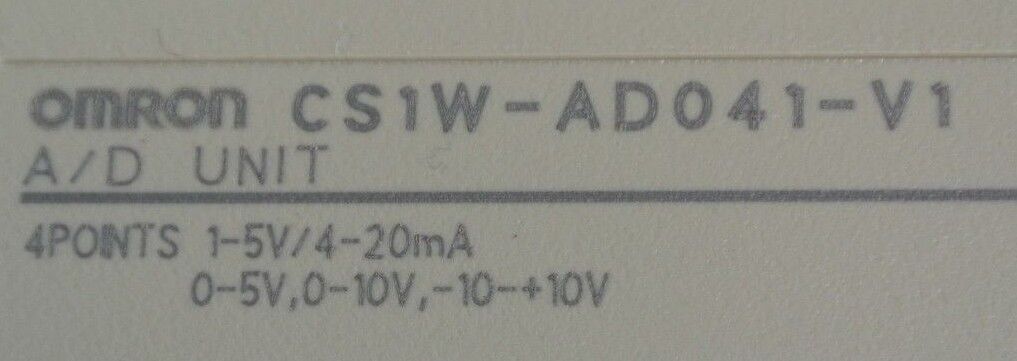 OMRON CS1W-AD041-V1
A/D UNIT
4POINTS 1-5V/4-20mA
0-5V,0-10V,-10-+10V